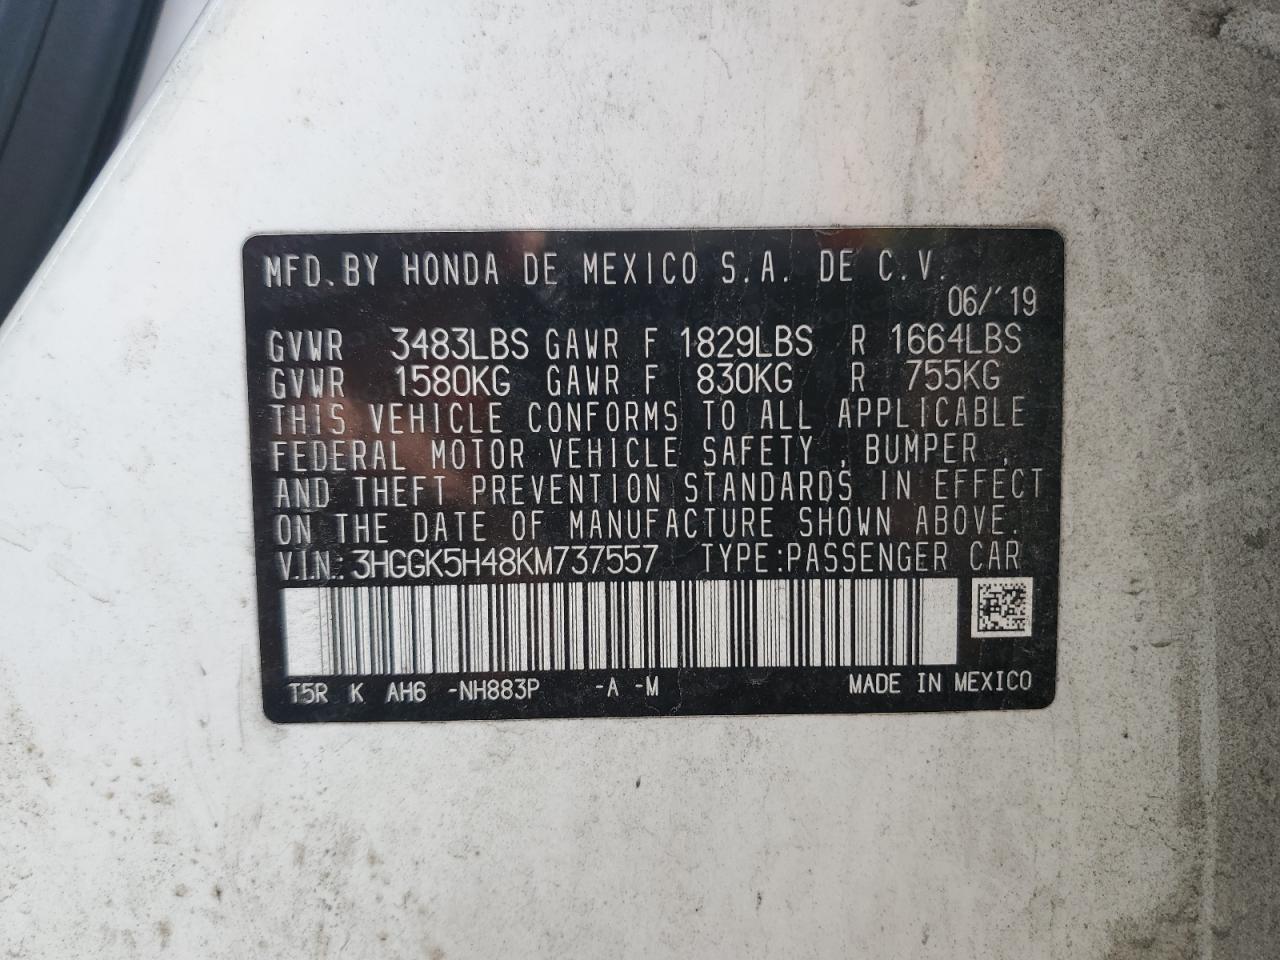 MFD.BY HONDA DE MEXICO S.A. DE C.V.
06/'19
GVWR 3483LBS GAWR F 1829LBS R 1664LBS
GVWR 1580KG GAWR F 830KG R 755KG
THIS VEHICLE CONFORMS TO ALL APPLICABLE
FEDERAL MOTOR VEHICLE SAFETY , BUMPER ,
AND THEFT PREVENTION STANDARDS IN EFFECT
ON THE DATE OF MANUFACTURE SHOWN ABOVE.
V.I.N.: 3HGGK5H48KM737557 TYPE:PASSENGER CAR
T5R K AH6 -NH883P -A -M MADE IN MEXICO